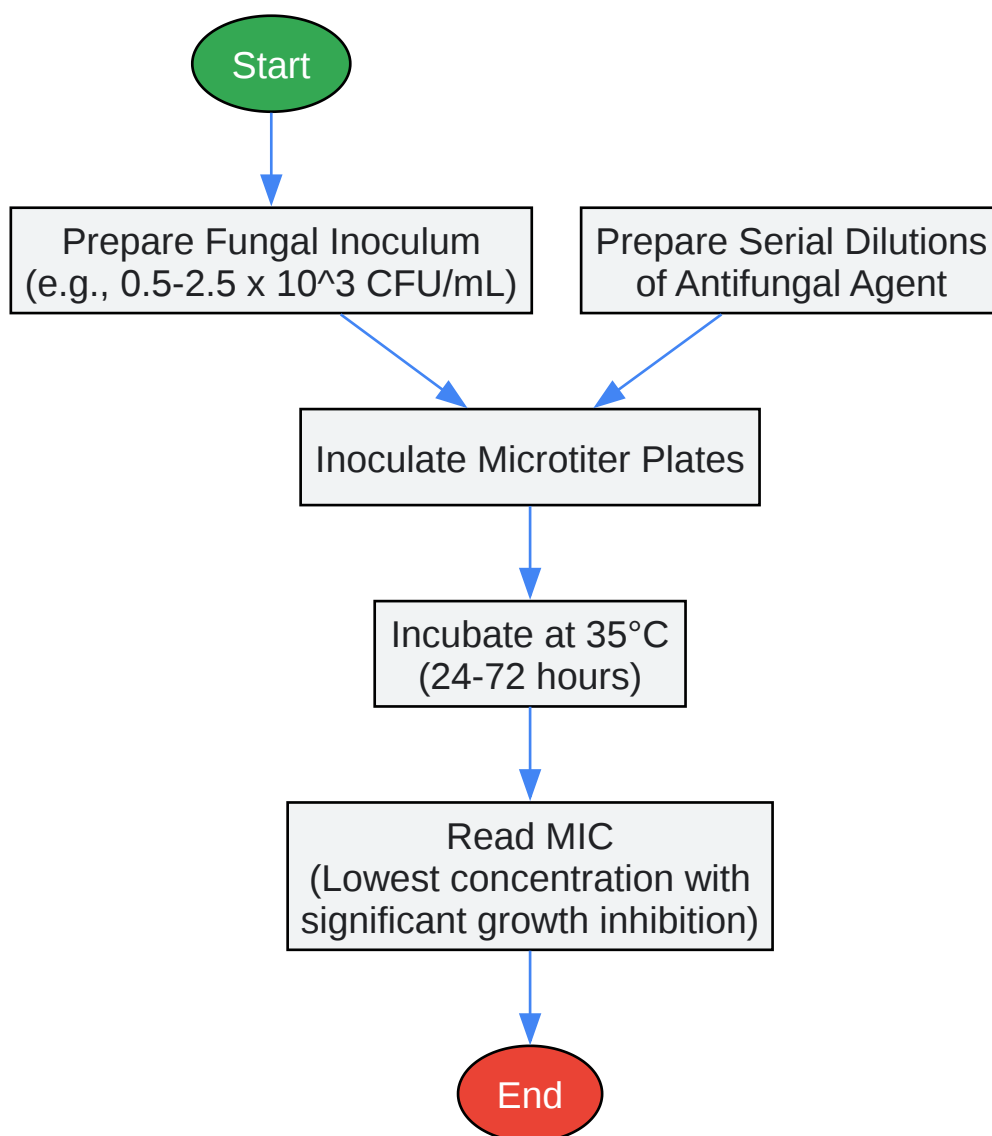 Start
Prepare Fungal Inoculum
(e.g., 0.5-2.5 x 10^3 CFU/mL)
Prepare Serial Dilutions
of Antifungal Agent
Inoculate Microtiter Plates
Incubate at 35°C
(24-72 hours)
Read MIC
(Lowest concentration with
significant growth inhibition)
End